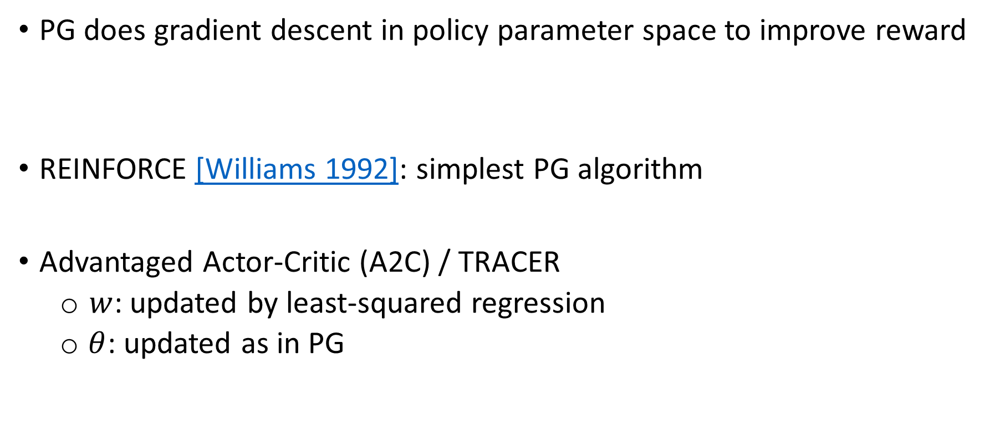 • PG does gradient descent in policy parameter space to improve reward
• REINFORCE [Williams 1992]: simplest PG algorithm
• Advantaged Actor-Critic (A2C) / TRACER
○ 𝑤: updated by least-squared regression
○ 𝜃: updated as in PG